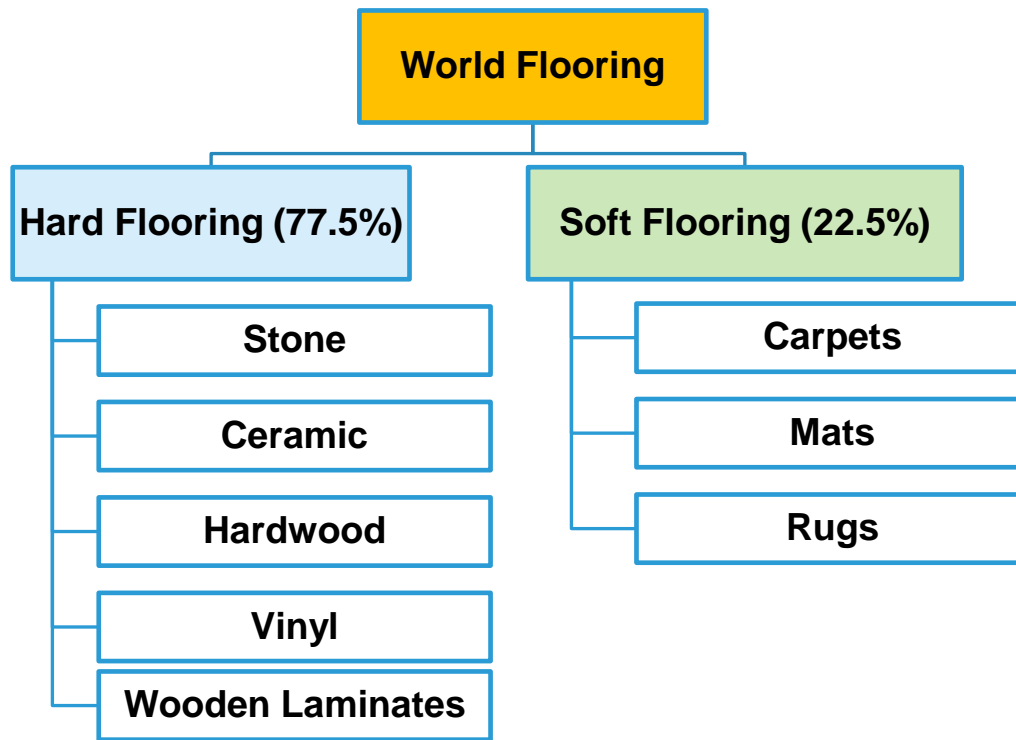 World Flooring
Hard Flooring (77.5%)
Stone
Ceramic
Hardwood
Vinyl
Wooden Laminates
Soft Flooring (22.5%)
Carpets
Mats
Rugs